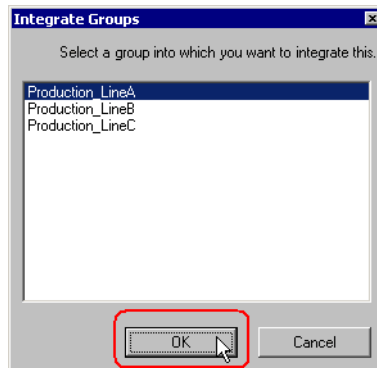 Integrate Groups
Select a group into which you want to integrate this.
Production_LineA
Production_LineB
Production_LineC
OK
Cancel